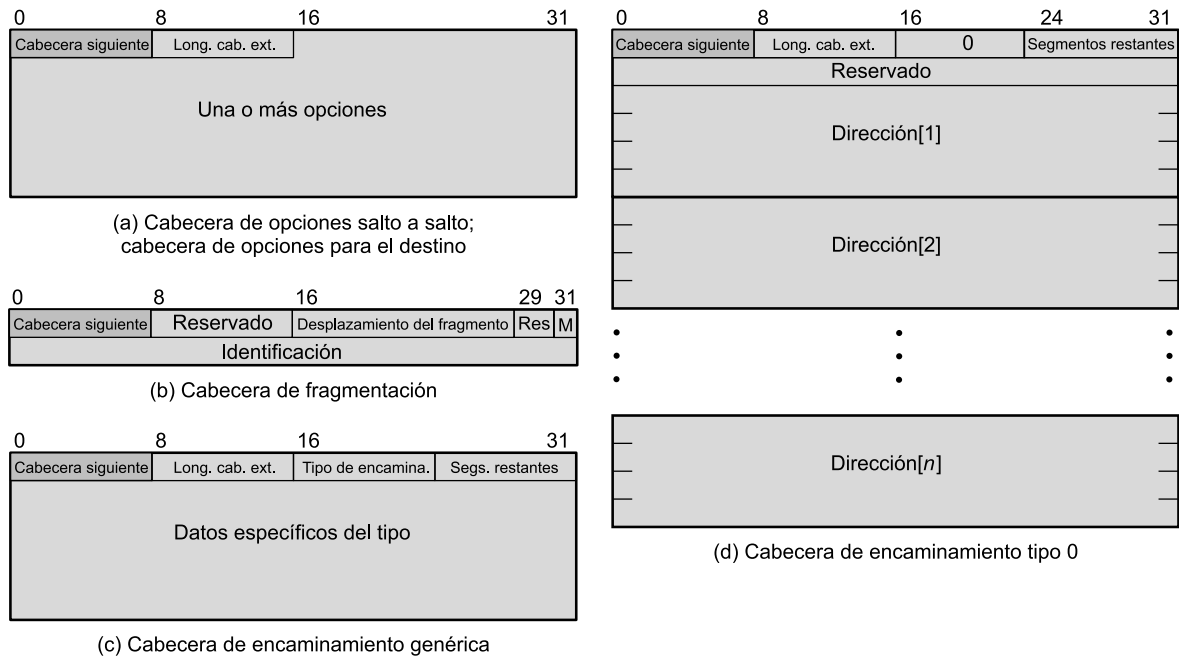 0 8 16 31
Cabecera siguiente Long. cab. ext.
Una o más opciones
(a) Cabecera de opciones salto a salto;
cabecera de opciones para el destino
0 8 16 29 31
Cabecera siguiente Reservado Desplazamiento del fragmento Res M
Identificación
(b) Cabecera de fragmentación
0 8 16 31
Cabecera siguiente Long. cab. ext. Tipo de encamina. Segs. restantes
Datos específicos del tipo
(c) Cabecera de encaminamiento genérica
0 8 16 24 31
Cabecera siguiente Long. cab. ext. 0 Segmentos restantes
Reservado
Dirección[1]
Dirección[2]
Dirección[n]
(d) Cabecera de encaminamiento tipo 0